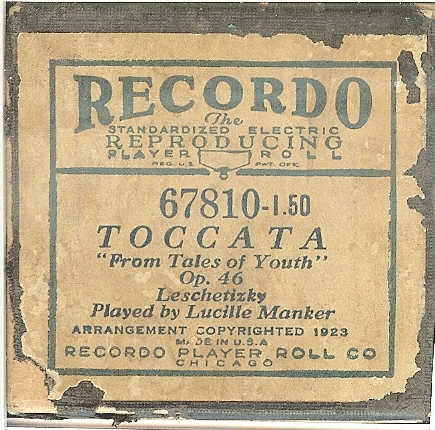 RECORDO
The
STANDARDIZED ELECTRIC
REPRODUCING
PLAYER ROLL
REG. U.S. PAT. OFF.
67810-1.50
TOCCATA
"From Tales of Youth"
Op. 46
Leschetizky
Played by Lucille Manker
ARRANGEMENT COPYRIGHTED 1923
MADE IN U.S.A
RECORDO PLAYER ROLL CO
CHICAGO